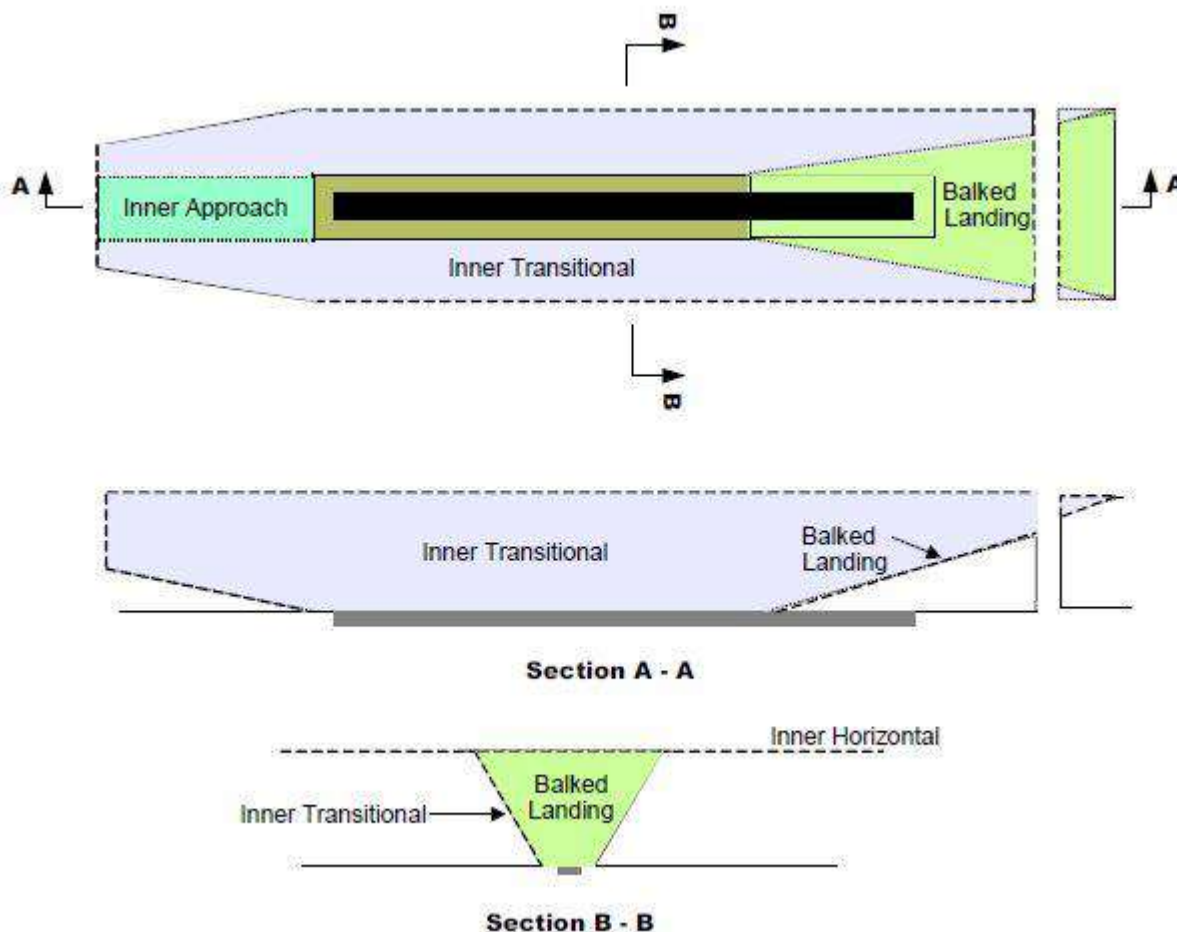 B
A
A
Inner Approach
Balked
Landing
Inner Transitional
B
Inner Transitional
Balked
Landing
Section A - A
Inner Horizontal
Balked
Landing
Inner Transitional
Section B - B